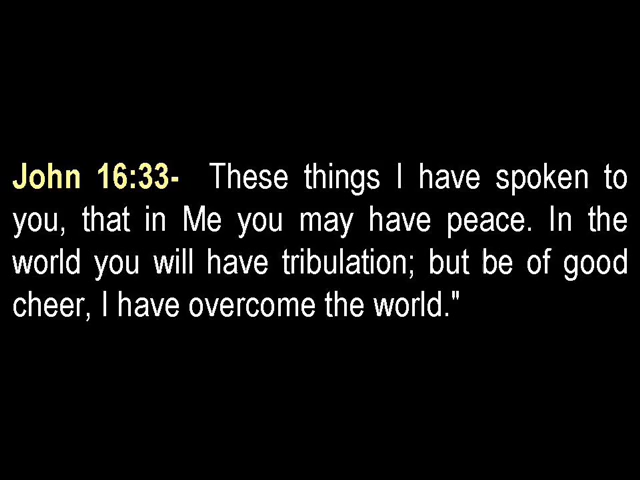 John 16:33- These things I have spoken to
you, that in Me you may have peace. In the
world you will have tribulation; but be of good
cheer, I have overcome the world."